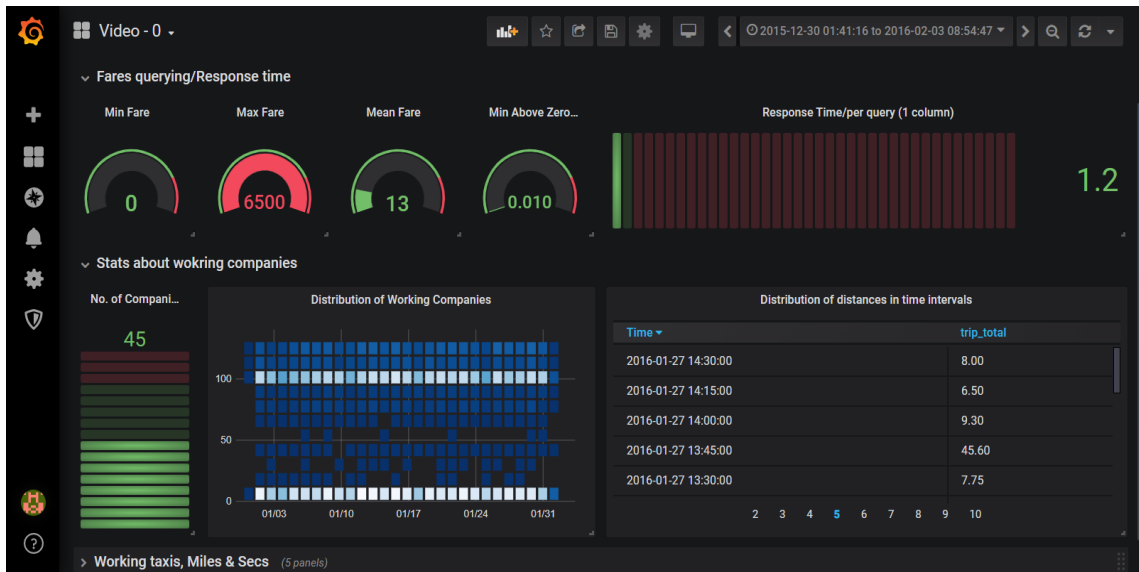 Video - 0
2015-12-30 01:41:16 to 2016-02-03 08:54:47
Fares querying/Response time
Min Fare
Max Fare
Mean Fare
Min Above Zero...
Response Time/per query (1 column)
0
6500
13
0.010
1.2
Stats about wokring companies
No. of Compani...
Distribution of Working Companies
Distribution of distances in time intervals
45
100
50
0
01/03
01/10
01/17
01/24
01/31
Time trip_total
2016-01-27 14:30:00 8.00
2016-01-27 14:15:00 6.50
2016-01-27 14:00:00 9.30
2016-01-27 13:45:00 45.60
2016-01-27 13:30:00 7.75
2 3 4 5 6 7 8 9 10
Working taxis, Miles & Secs (5 panels)